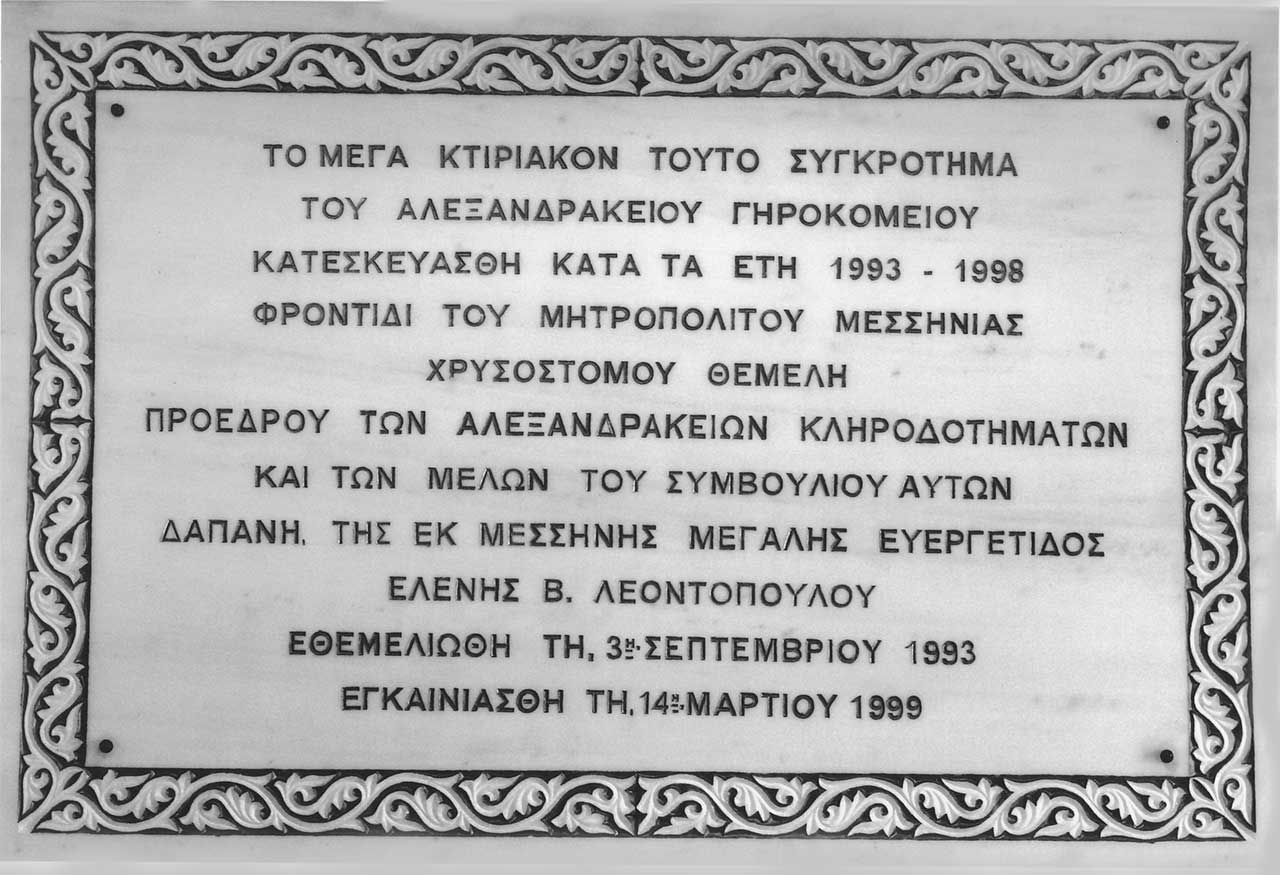 ΤΟ ΜΕΓΑ ΚΤΙΡΙΑΚΟΝ ΤΟΥΤΟ ΣΥΓΚΡΟΤΗΜΑ
ΤΟΥ ΑΛΕΞΑΝΔΡΑΚΕΙΟΥ ΓΗΡΟΚΟΜΕΙΟΥ
ΚΑΤΕΣΚΕΥΑΣΘΗ ΚΑΤΑ ΤΑ ΕΤΗ 1993 - 1998
ΦΡΟΝΤΙΔΙ ΤΟΥ ΜΗΤΡΟΠΟΛΙΤΟΥ ΜΕΣΣΗΝΙΑΣ
ΧΡΥΣΟΣΤΟΜΟΥ ΘΕΜΕΛΗ
ΠΡΟΕΔΡΟΥ ΤΩΝ ΑΛΕΞΑΝΔΡΑΚΕΙΩΝ ΚΛΗΡΟΔΟΤΗΜΑΤΩΝ
ΚΑΙ ΤΩΝ ΜΕΛΩΝ ΤΟΥ ΣΥΜΒΟΥΛΙΟΥ ΑΥΤΩΝ
ΔΑΠΑΝΗ, ΤΗΣ ΕΚ ΜΕΣΣΗΝΗΣ ΜΕΓΑΛΗΣ ΕΥΕΡΓΕΤΙΔΟΣ
ΕΛΕΝΗΣ Β. ΛΕΟΝΤΟΠΟΥΛΟΥ
ΕΘΕΜΕΛΙΩΘΗ ΤΗ, 3η· ΣΕΠΤΕΜΒΡΙΟΥ 1993
ΕΓΚΑΙΝΙΑΣΘΗ ΤΗ, 14η· ΜΑΡΤΙΟΥ 1999